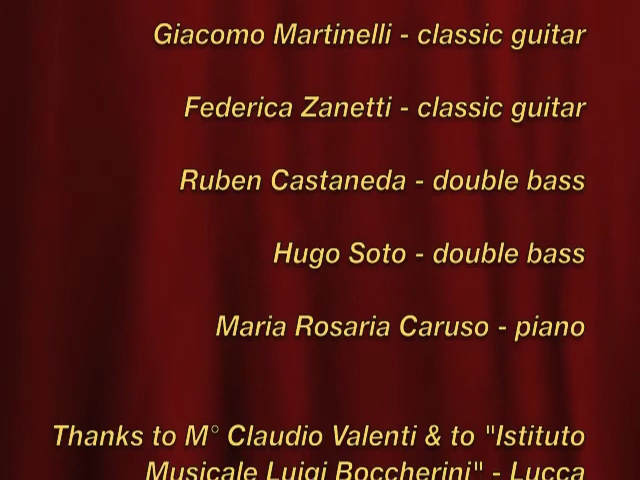 Giacomo Martinelli - classic guitar
Federica Zanetti - classic guitar
Ruben Castaneda - double bass
Hugo Soto - double bass
Maria Rosaria Caruso - piano
Thanks to M° Claudio Valenti & to "Istituto
Musicale Luigi Boccherini" - Lucca